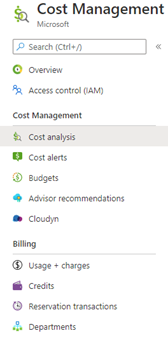 Cost Management
Microsoft
Search (Ctrl+/)
«
Overview
Access control (IAM)
Cost Management
Cost analysis
Cost alerts
Budgets
Advisor recommendations
Cloudyn
Billing
Usage + charges
Credits
Reservation transactions
Departments